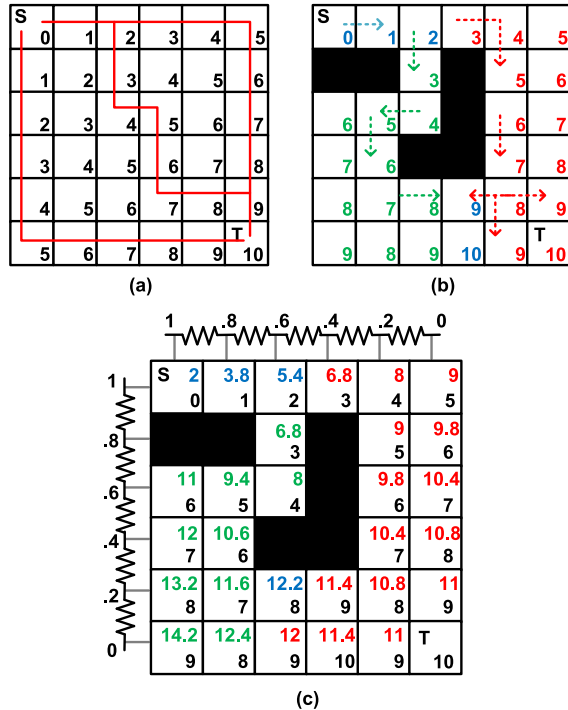 S
0 1 2 3 4 5
1 2 3 4 5 6
2 3 4 5 6 7
3 4 5 6 7 8
4 5 6 7 8 9
T
5 6 7 8 9 10
(a)
S
0 1 2 3 4 5
3 5 6
6 5 4 6 7
7 6 7 8
8 7 8 9 8 9
T
9 8 9 10 9 10
(b)
1 .8 .6 .4 .2 0
1
.8
.6
.4
.2
0
S 2 3.8 5.4 6.8 8 9
0 1 2 3 4 5
6.8 9 9.8
3 5 6
11 9.4 8 9.8 10.4
6 5 4 6 7
12 10.6 10.4 10.8
7 6 7 8
13.2 11.6 12.2 11.4 10.8 11
8 7 8 9 8 9
14.2 12.4 12 11.4 11 T
9 8 9 10 9 10
(c)